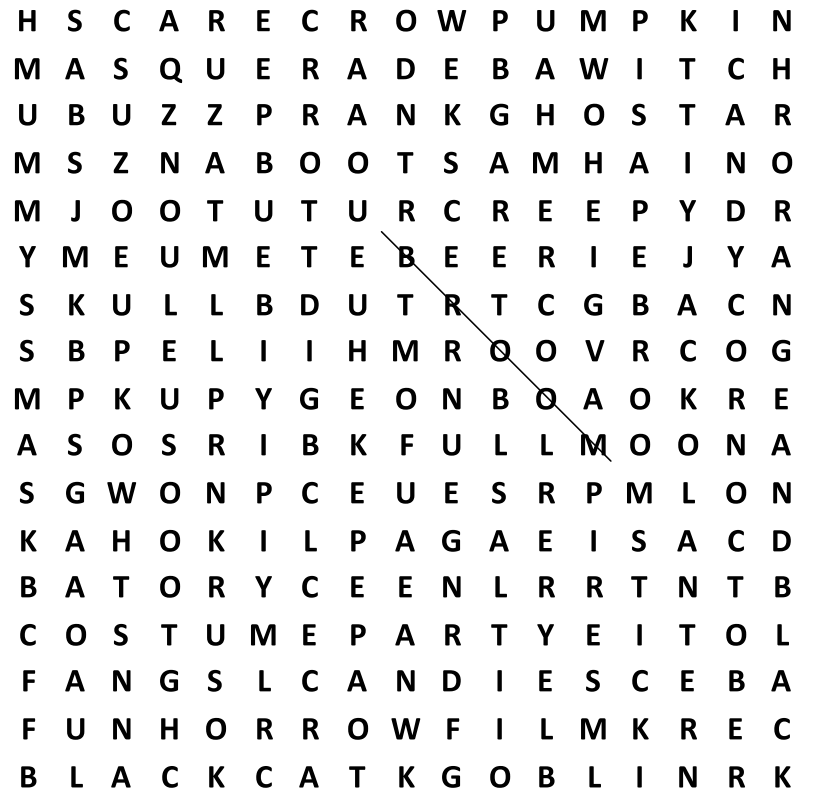 H S C A R E C R O W P U M P K I N
M A S Q U E R A D E B A W I T C H
U B U Z Z P R A N K G H O S T A R
M S Z N A B O O T S A M H A I N O
M J O O T U T U R C R E E P Y D R
Y M E U M E T E B E E R I E J Y A
S K U L L B D U T R T C G B A C N
S B P E L I I H M R O O V R C O G
M P K U P Y G E O N B O A O K R E
A S O S R I B K F U L L M O O N A
S G W O N P C E U E S R P M L O N
K A H O K I L P A G A E I S A C D
B A T O R Y C E E N L R R T N T B
C O S T U M E P A R T Y E I T O L
F A N G S L C A N D I E S C E B A
F U N H O R R O W F I L M K R E C
B L A C K C A T K G O B L I N R K